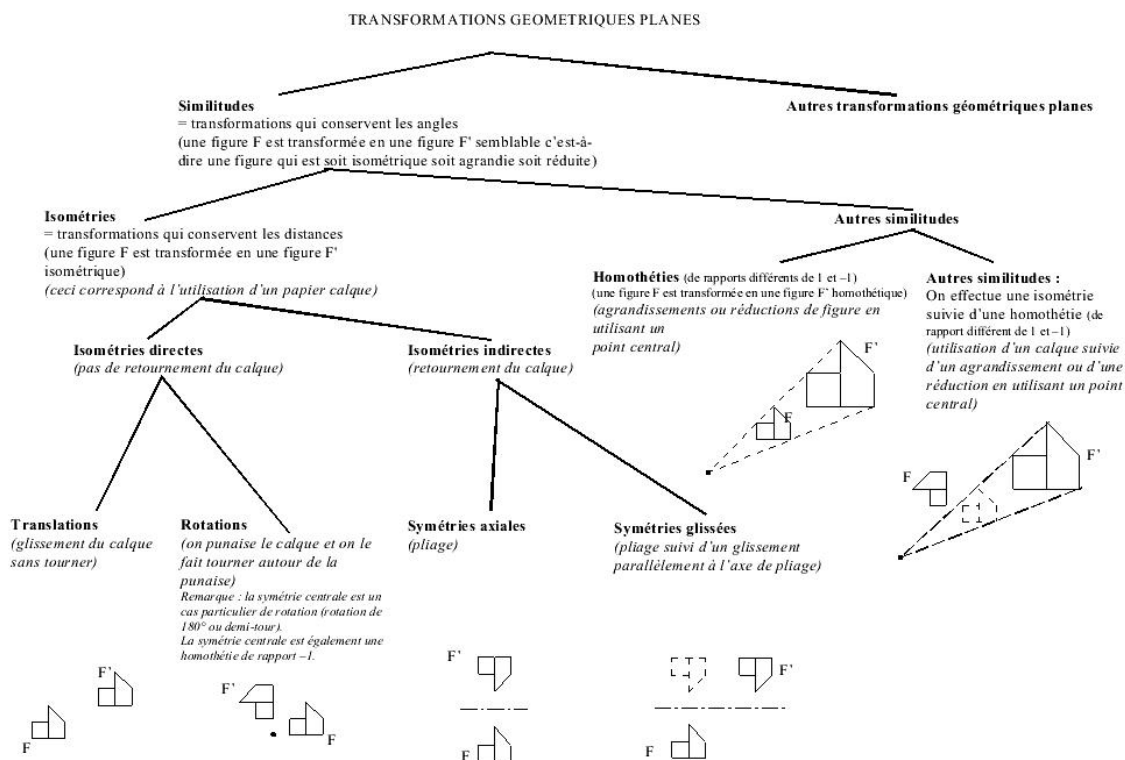 TRANSFORMATIONS GEOMETRIQUES PLANES
Similitudes
= transformations qui conservent les angles
(une figure F est transformée en une figure F' semblable c'est-à-
dire une figure qui est soit isométrique soit agrandie soit réduite)
Autres transformations géométriques planes
Isométries
= transformations qui conservent les distances
(une figure F est transformée en une figure F'
isométrique)
(ceci correspond à l'utilisation d'un papier calque)
Autres similitudes
Homothéties (de rapports différents de 1 et –1)
(une figure F est transformée en une figure F' homothétique)
(agrandissements ou réductions de figure en
utilisant un
point central)
Autres similitudes :
On effectue une isométrie
suivie d'une homothétie (de
rapport différent de 1 et –1)
(utilisation d'un calque suivie
d'un agrandissement ou d'une
réduction en utilisant un point
central)
Isométries directes
(pas de retournement du calque)
Isométries indirectes
(retournement du calque)
F'
F
F'
F
Translations
(glissement du calque
sans tourner)
Rotations
(on punaise le calque et on le
fait tourner autour de la
punaise)
Remarque : la symétrie centrale est un
cas particulier de rotation (rotation de
180° ou demi-tour).
La symétrie centrale est également une
homothétie de rapport –1.
Symétries axiales
(pliage)
Symétries glissées
(pliage suivi d'un glissement
parallèlement à l'axe de pliage)
F'
F
F'
F
F'
F
F'
F